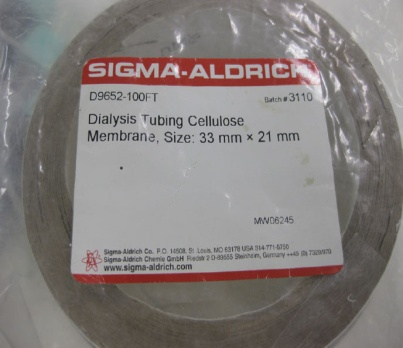 SIGMA-ALDRICH
D9652-100FT Batch # 3110
Dialysis Tubing Cellulose
Membrane, Size: 33 mm × 21 mm
MWD6245
Sigma-Aldrich Co. P.O. 14508, St. Louis, MO 63178 USA 314-771-5750
Sigma-Aldrich Chemie GmbH Riedstr 2 D-89555 Steinheim, Germany
www.sigma-aldrich.com